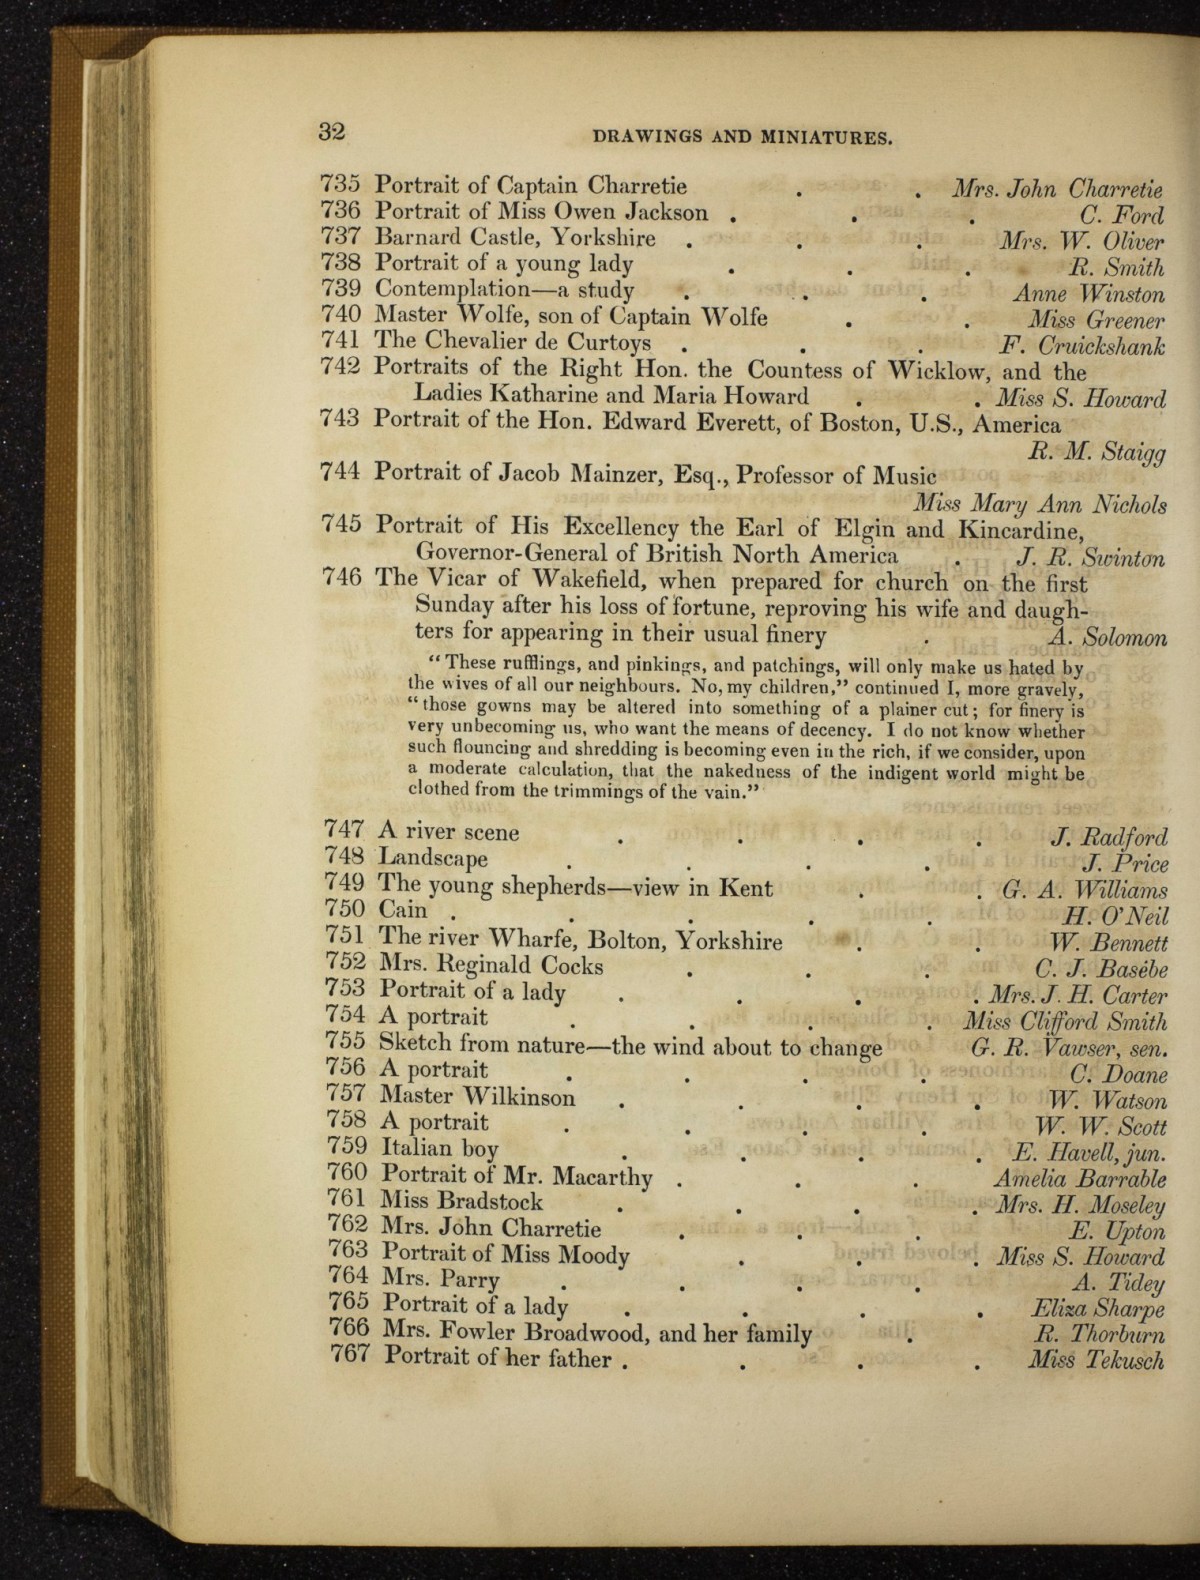 32
DRAWINGS AND MINIATURES.
735 Portrait of Captain Charretie . . Mrs. John Charretie
736 Portrait of Miss Owen Jackson . . . C. Ford
737 Barnard Castle, Yorkshire . . . Mrs. W. Oliver
738 Portrait of a young lady . . . R. Smith
739 Contemplation—a study . . . Anne Winston
740 Master Wolfe, son of Captain Wolfe . . Miss Greener
741 The Chevalier de Curtoys . . . F. Cruickshank
742 Portraits of the Right Hon. the Countess of Wicklow, and the
Ladies Katharine and Maria Howard . . Miss S. Howard
743 Portrait of the Hon. Edward Everett, of Boston, U.S., America
R. M. Staigg
744 Portrait of Jacob Mainzer, Esq., Professor of Music
Miss Mary Ann Nichols
745 Portrait of His Excellency the Earl of Elgin and Kincardine,
Governor-General of British North America . J. R. Swinton
746 The Vicar of Wakefield, when prepared for church on the first
Sunday after his loss of fortune, reproving his wife and daugh-
ters for appearing in their usual finery . A. Solomon
“These rufflings, and pinkings, and patchings, will only make us hated by
the wives of all our neighbours. No, my children,” continued I, more gravely,
“those gowns may be altered into something of a plainer cut; for finery is
very unbecoming us, who want the means of decency. I do not know whether
such flouncing and shredding is becoming even in the rich, if we consider, upon
a moderate calculation, that the nakedness of the indigent world might be
clothed from the trimmings of the vain.”
747 A river scene . . . . J. Radford
748 Landscape . . . . J. Price
749 The young shepherds—view in Kent . . G. A. Williams
750 Cain . . . . . H. O'Neil
751 The river Wharfe, Bolton, Yorkshire . . W. Bennett
752 Mrs. Reginald Cocks . . . C. J. Basébe
753 Portrait of a lady . . . . Mrs. J. H. Carter
754 A portrait . . . . Miss Clifford Smith
755 Sketch from nature—the wind about to change G. R. Vawser, sen.
756 A portrait . . . . C. Doane
757 Master Wilkinson . . . . W. Watson
758 A portrait . . . . W. W. Scott
759 Italian boy . . . . E. Havell, jun.
760 Portrait of Mr. Macarthy . . . Amelia Barrable
761 Miss Bradstock . . . . Mrs. H. Moseley
762 Mrs. John Charretie . . . E. Upton
763 Portrait of Miss Moody . . . Miss S. Howard
764 Mrs. Parry . . . . A. Tidey
765 Portrait of a lady . . . . Eliza Sharpe
766 Mrs. Fowler Broadwood, and her family . R. Thorburn
767 Portrait of her father . . . . Miss Tekusch